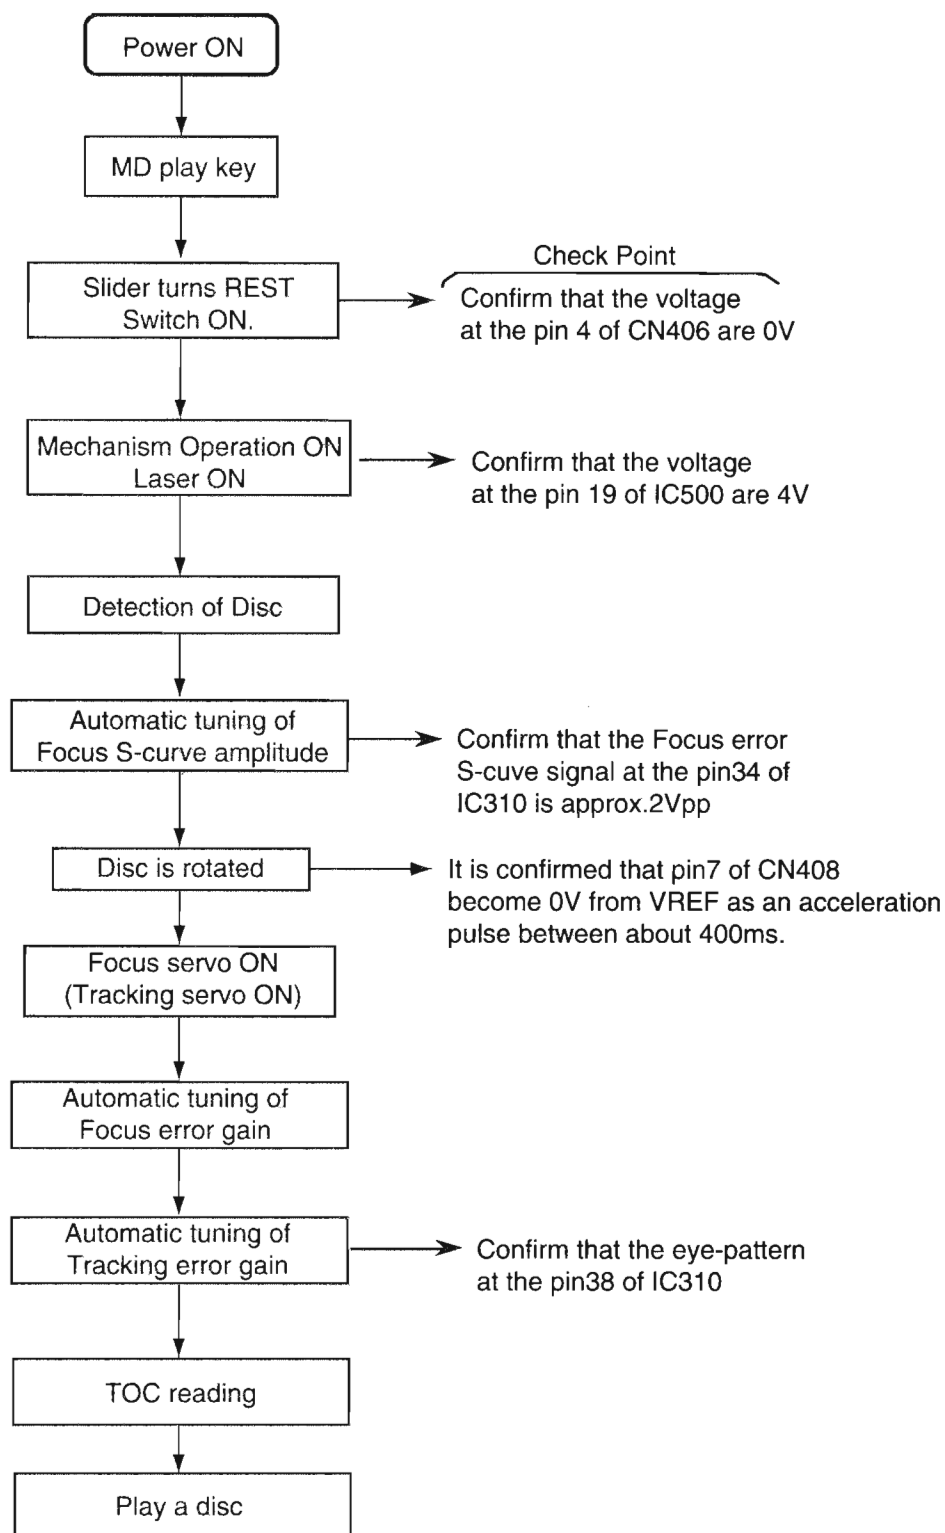 Power ON
MD play key
Check Point
Slider turns REST
Switch ON.
Confirm that the voltage
at the pin 4 of CN406 are 0V
Mechanism Operation ON
Laser ON
Confirm that the voltage
at the pin 19 of IC500 are 4V
Detection of Disc
Automatic tuning of
Focus S-curve amplitude
Confirm that the Focus error
S-cuve signal at the pin34 of
IC310 is approx.2Vpp
Disc is rotated
It is confirmed that pin7 of CN408
become 0V from VREF as an acceleration
pulse between about 400ms.
Focus servo ON
(Tracking servo ON)
Automatic tuning of
Focus error gain
Automatic tuning of
Tracking error gain
Confirm that the eye-pattern
at the pin38 of IC310
TOC reading
Play a disc